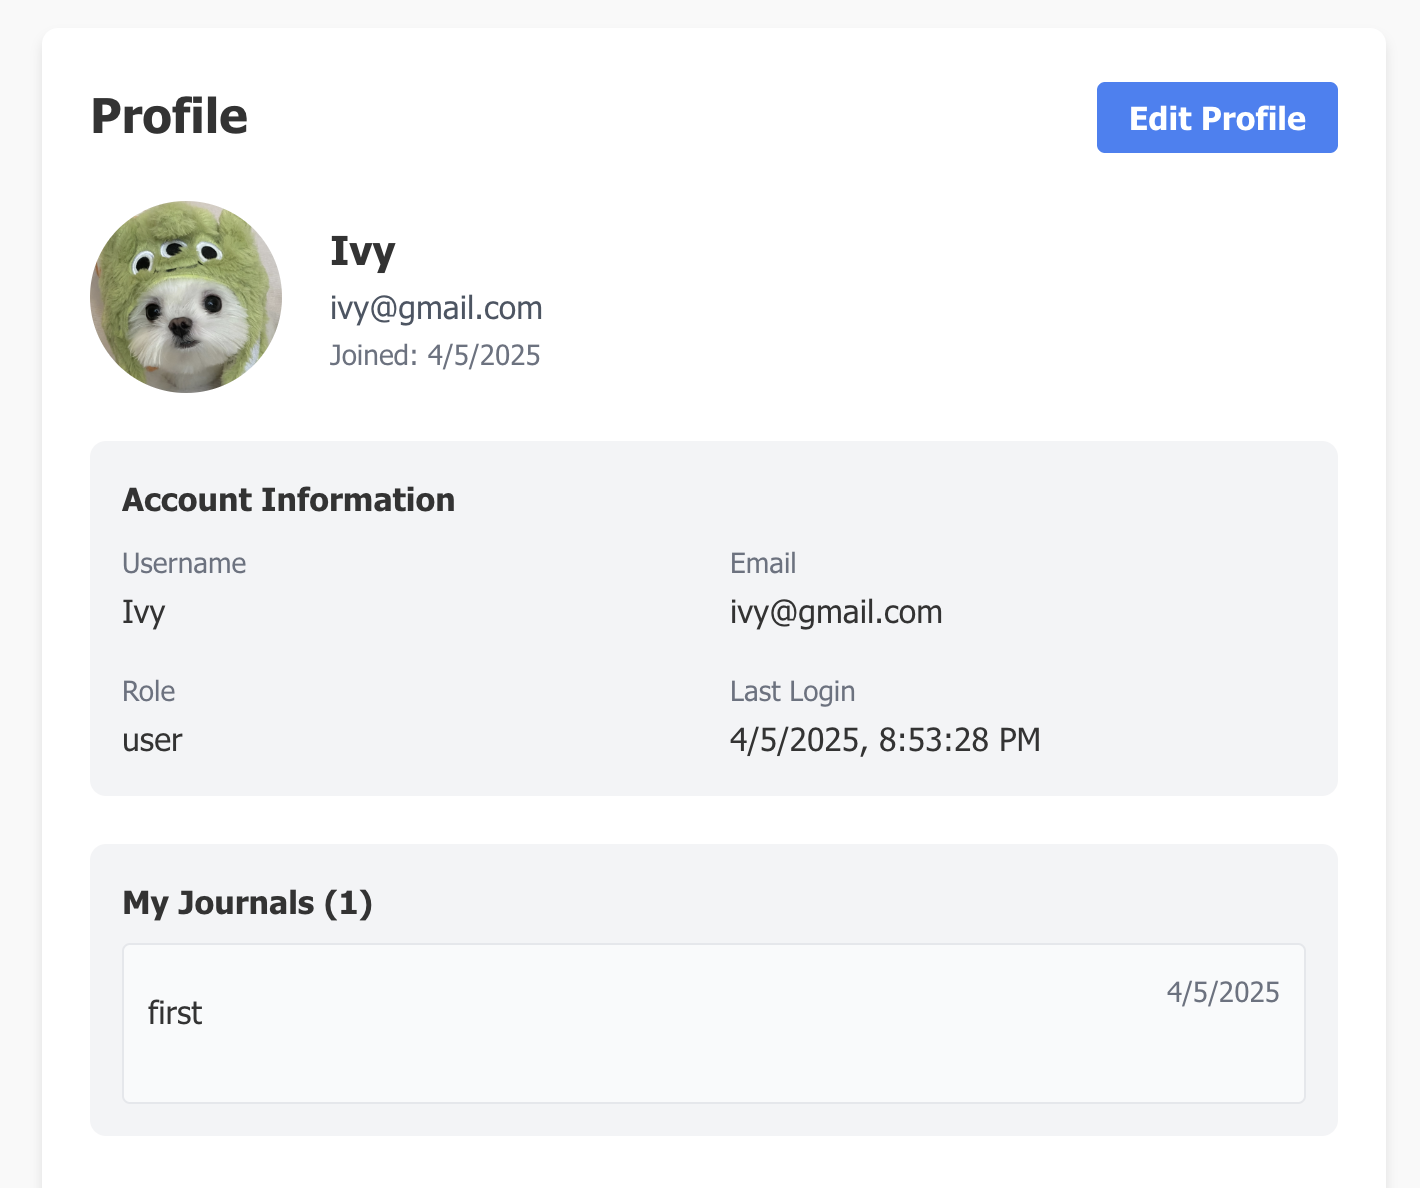 Profile
Edit Profile
Ivy
ivy@gmail.com
Joined: 4/5/2025
Account Information
Username
Ivy
Email
ivy@gmail.com
Role
user
Last Login
4/5/2025, 8:53:28 PM
My Journals (1)
first
4/5/2025